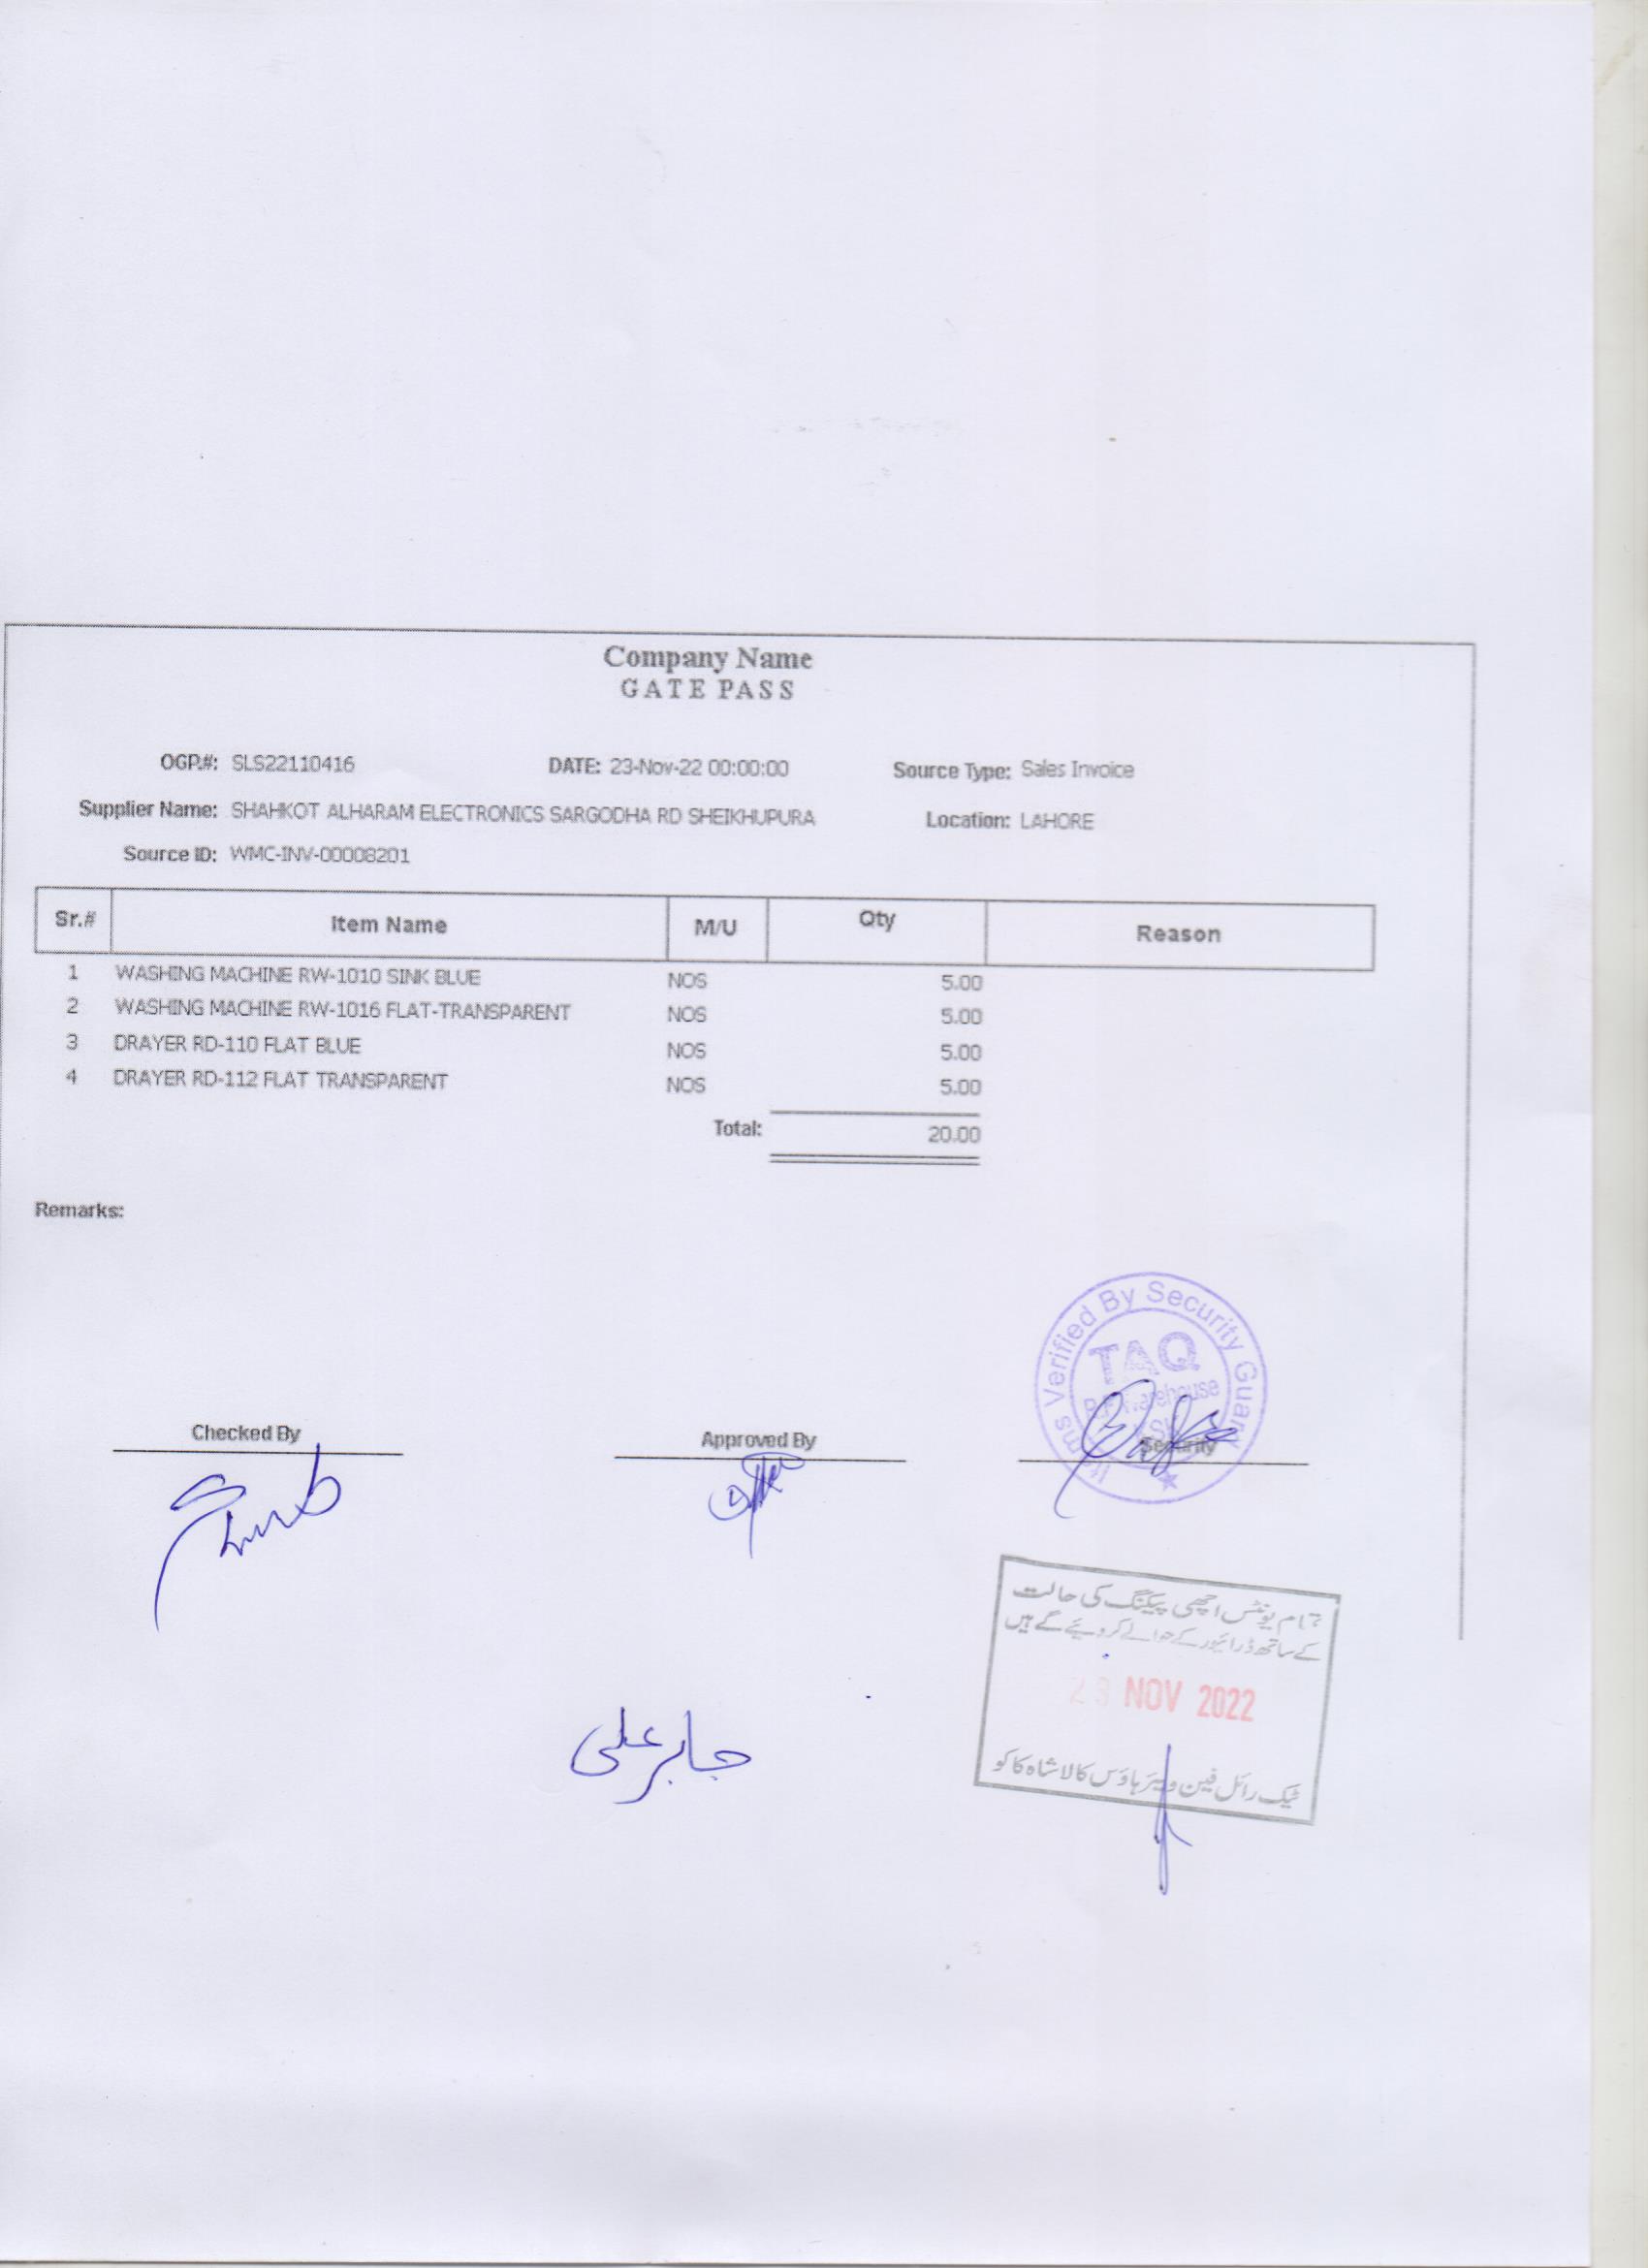 Company Name
GATE PASS
OGP.#: SLS22110416 DATE: 23-Nov-22 00:00:00 Source Type: Sales Invoice
Supplier Name: SHAHKOT ALHARAM ELECTRONICS SARGODHA RD SHEIKHUPURA Location: LAHORE
Source ID: WMC-INV-00008201
Sr.# Item Name M/U Qty Reason
1 WASHING MACHINE RW-1010 SINK BLUE NOS 5.00
2 WASHING MACHINE RW-1016 FLAT-TRANSPARENT NOS 5.00
3 DRAYER RD-110 FLAT BLUE NOS 5.00
4 DRAYER RD-112 FLAT TRANSPARENT NOS 5.00
Total: 20.00
Remarks:
Items Verified By Security Guard
TAQ
Warehouse
Checked By Approved By Security
تمام یونٹس اچھی پیکنگ کی حالت
کے ساتھ ڈرائیور کے حوالے کر دیئے گے ہیں
23 NOV 2022
جابر علی
ٹیک رائل فین ویئر ہاؤس کالا شاہ کاکو